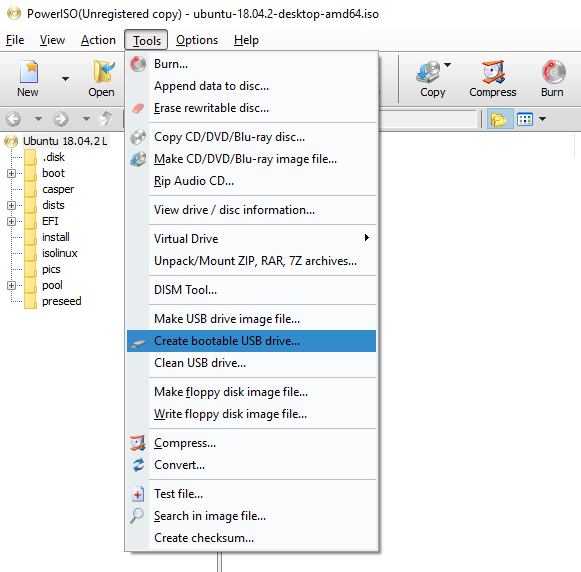 PowerISO(Unregistered copy) - ubuntu-18.04.2-desktop-amd64.iso
File View Action Tools Options Help
New Open Copy Compress Burn
Burn...
Append data to disc...
Erase rewritable disc...
Copy CD/DVD/Blu-ray disc...
Make CD/DVD/Blu-ray image file...
Rip Audio CD...
View drive / disc information...
Virtual Drive
Unpack/Mount ZIP, RAR, 7Z archives...
DISM Tool...
Make USB drive image file...
Create bootable USB drive...
Clean USB drive...
Make floppy disk image file...
Write floppy disk image file...
Compress...
Convert...
Test file...
Search in image file...
Create checksum...
Ubuntu 18.04.2 L
.disk
boot
casper
dists
EFI
install
isolinux
pics
pool
preseed